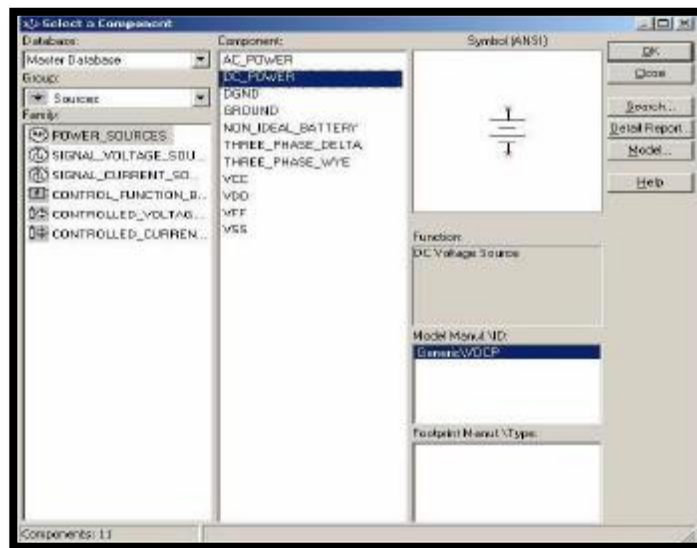 Select a Component
Database:
Master Database
Group:
Sources
Family:
POWER_SOURCES
SIGNAL_VOLTAGE_SOU...
SIGNAL_CURRENT_SO...
CONTROL_FUNCTION_B...
CONTROLLED_VOLTAG...
CONTROLLED_CURREN...
Component:
AC_POWER
DC_POWER
DGND
GROUND
NON_IDEAL_BATTERY
THREE_PHASE_DELTA
THREE_PHASE_WYE
VCC
VDD
VEE
VSS
Symbol (ANSI)
Function:
DC Voltage Source
Model Manuf.\ID:
Generic\VDCP
Footprint Manuf.\Type:
OK
Close
Search...
Detail Report...
Model...
Help
Components: 11